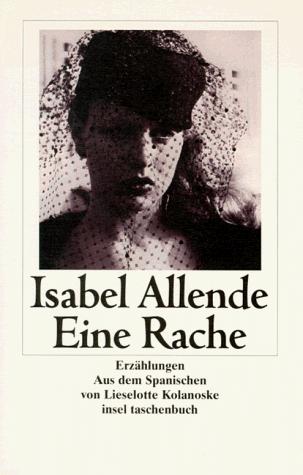 Isabel Allende
Eine Rache
Erzählungen
Aus dem Spanischen
von Lieselotte Kolanoske
insel taschenbuch